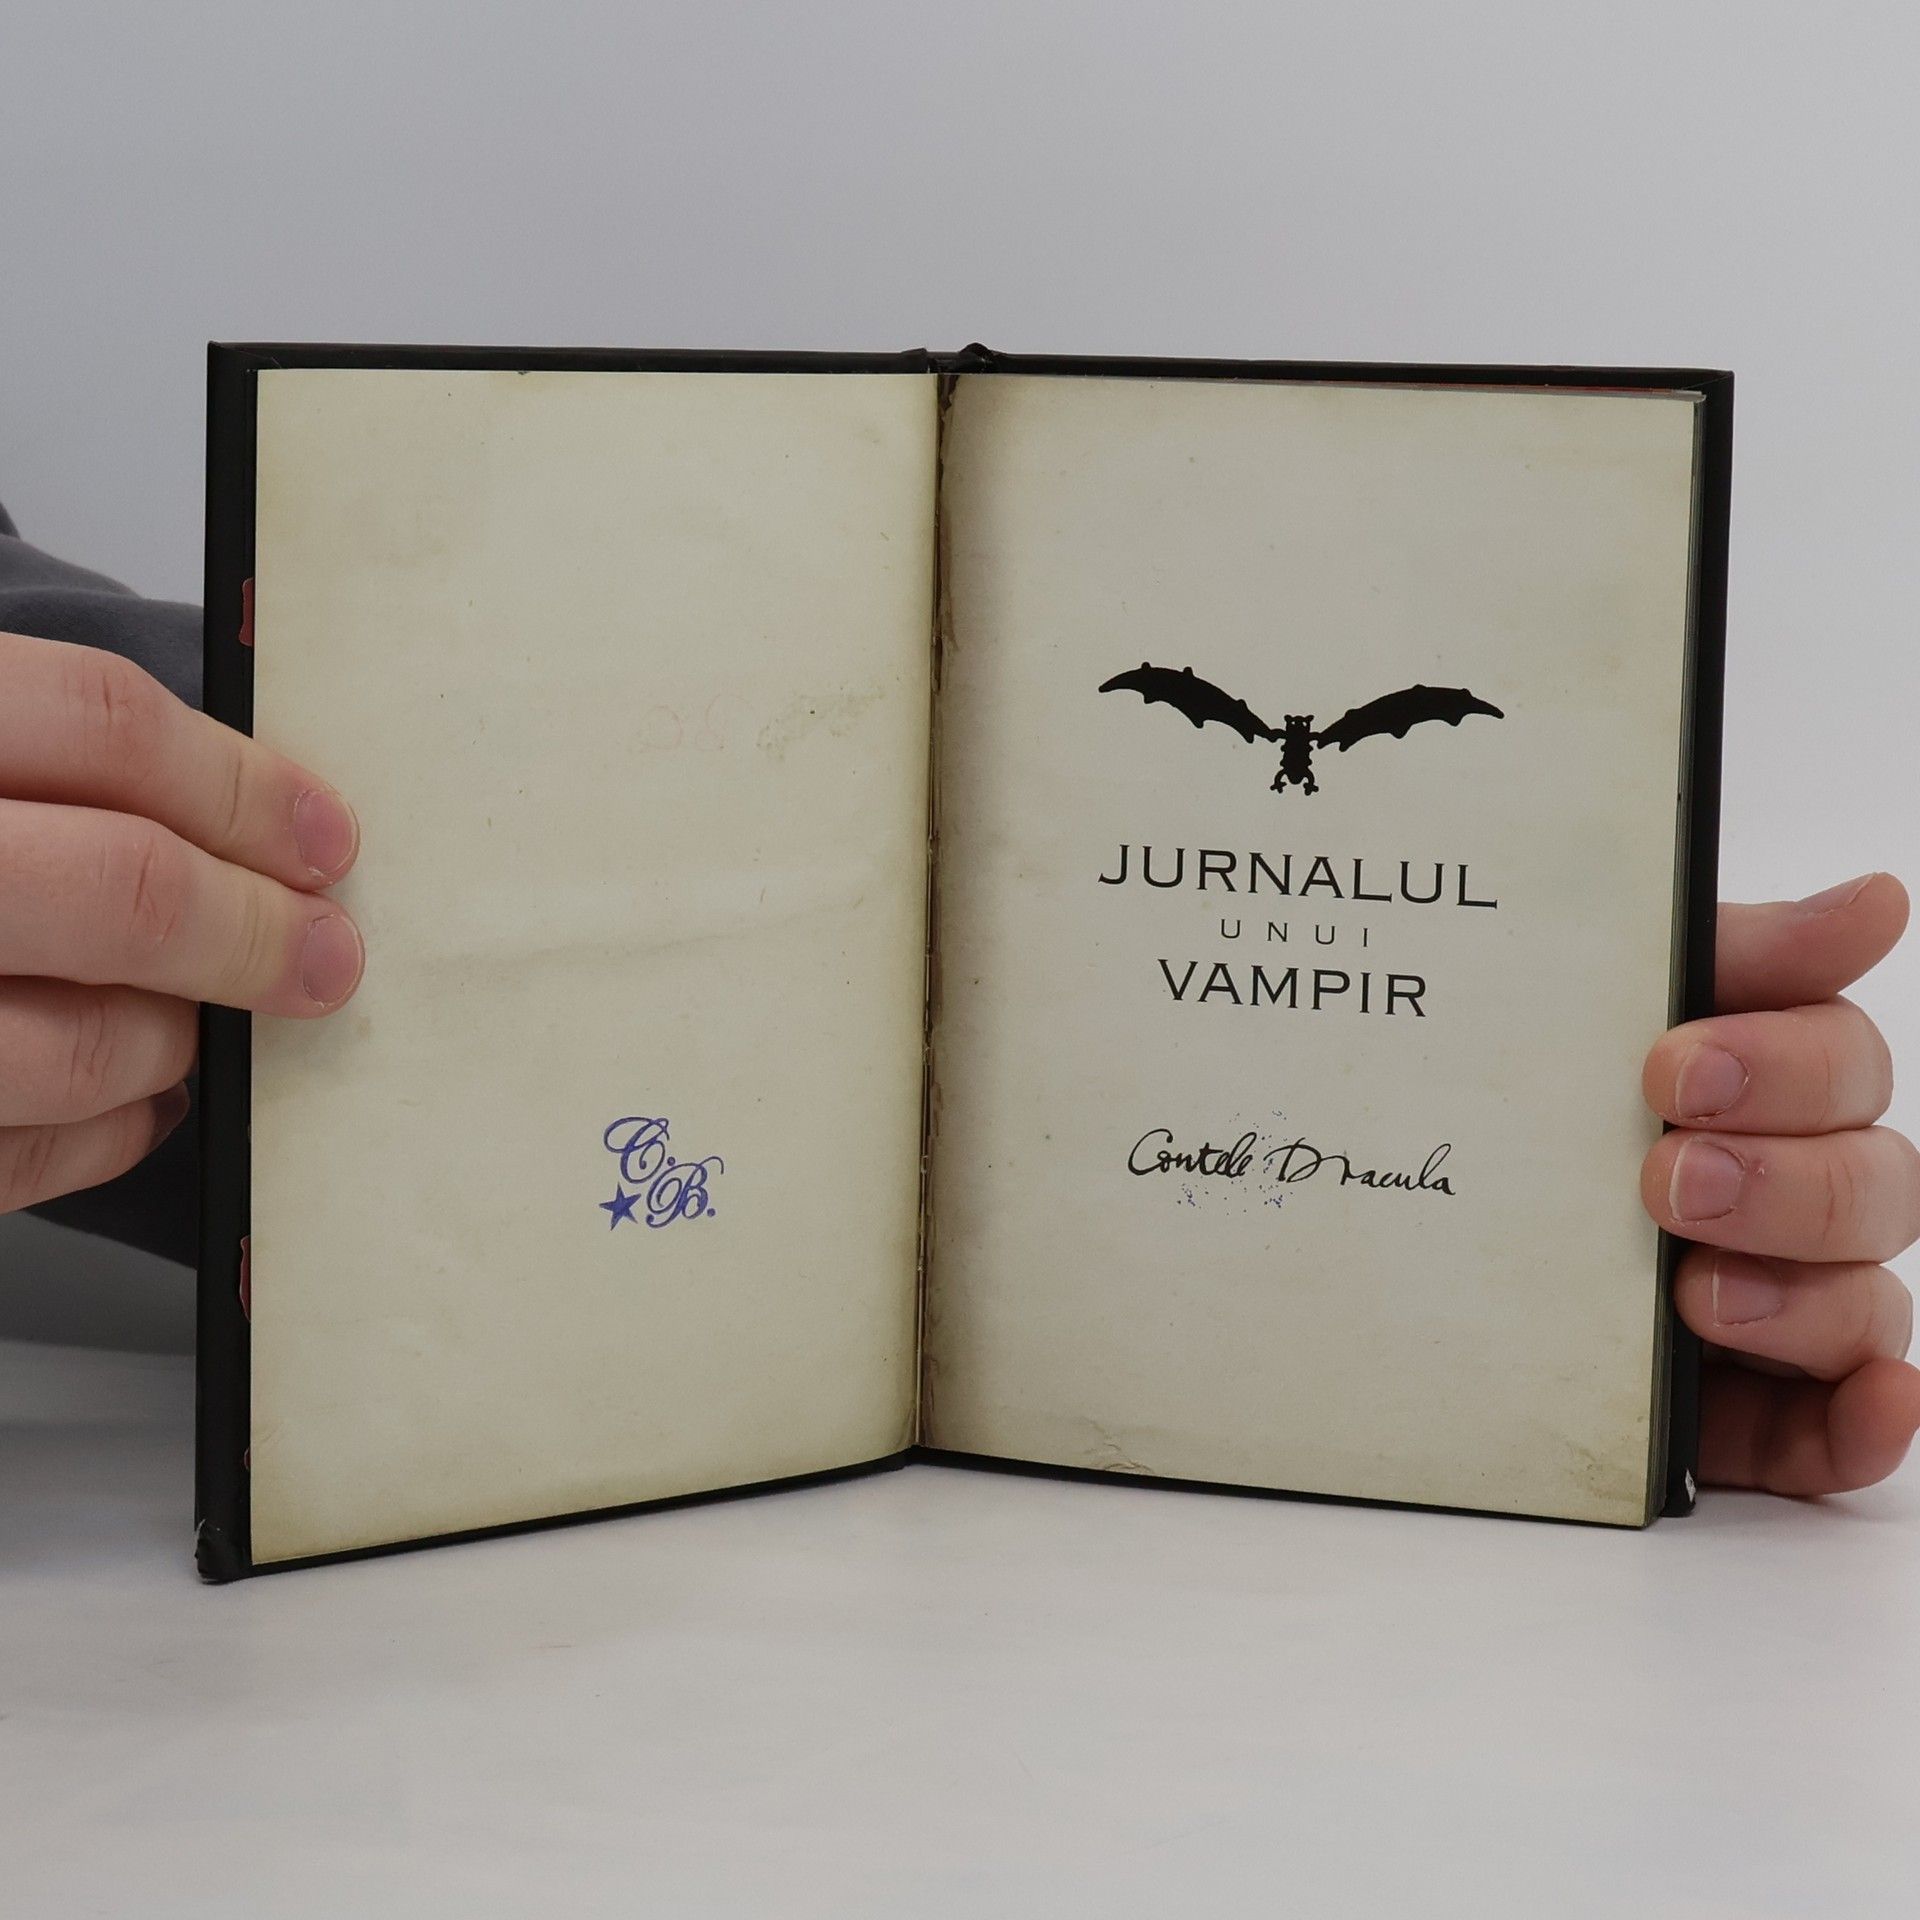 C.
★B.
JURNALUL
UNUI
VAMPIR
Contele Dracula